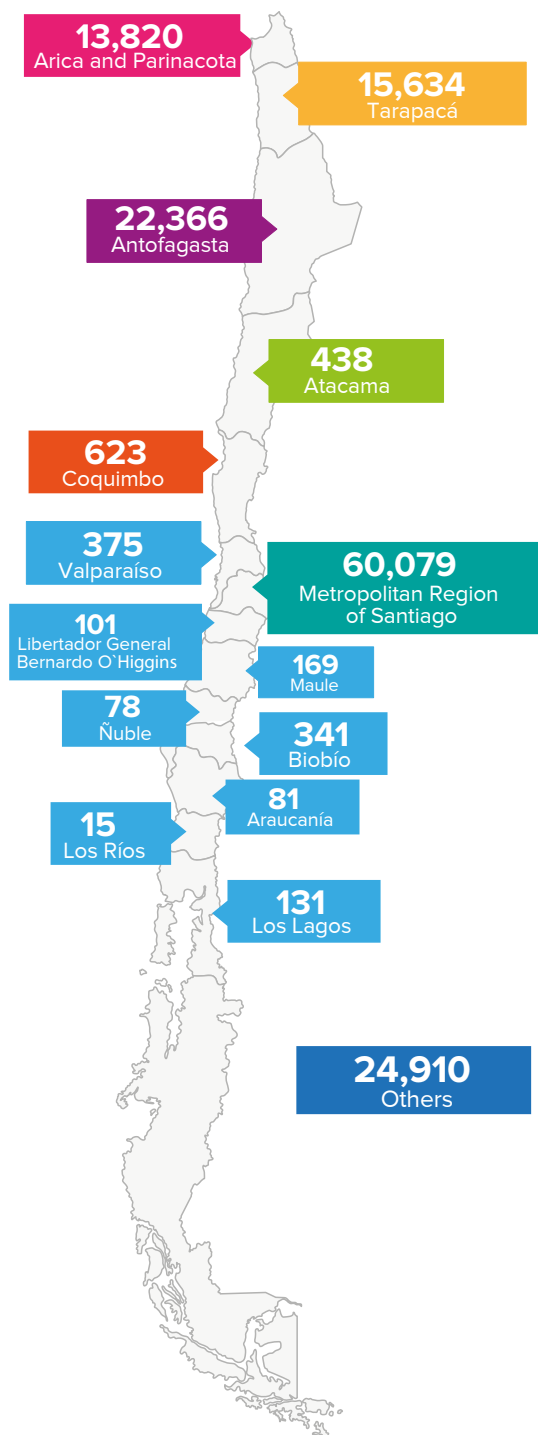 13,820
Arica and Parinacota
15,634
Tarapacá
22,366
Antofagasta
438
Atacama
623
Coquimbo
375
Valparaíso
60,079
Metropolitan Region
of Santiago
101
Libertador General
Bernardo O`Higgins
169
Maule
78
Ñuble
341
Biobío
81
Araucanía
15
Los Ríos
131
Los Lagos
24,910
Others